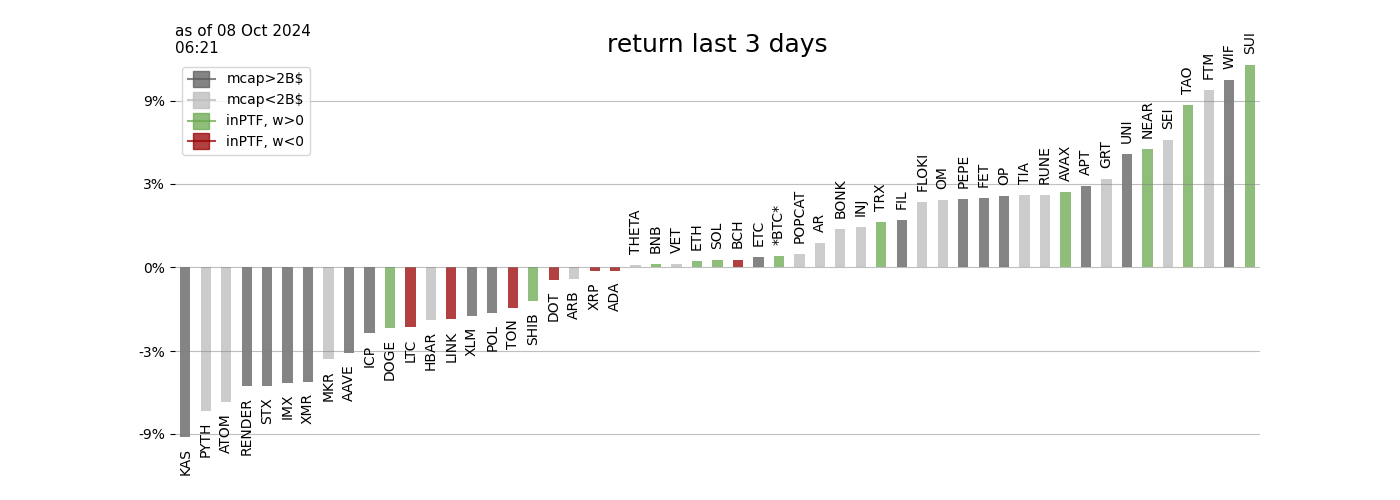 as of 08 Oct 2024
06:21
return last 3 days
mcap>2B$
mcap<2B$
inPTF, w>0
inPTF, w<0
9%
3%
0%
-3%
-9%
KAS
PYTH
ATOM
RENDER
STX
IMX
XMR
MKR
AAVE
ICP
DOGE
LTC
HBAR
LINK
XLM
POL
TON
SHIB
DOT
ARB
XRP
ADA
THETA
BNB
VET
ETH
SOL
BCH
ETC
*BTC*
POPCAT
AR
BONK
INJ
TRX
FIL
FLOKI
OM
PEPE
FET
OP
TIA
RUNE
AVAX
APT
GRT
UNI
NEAR
SEI
TAO
FTM
WIF
SUI